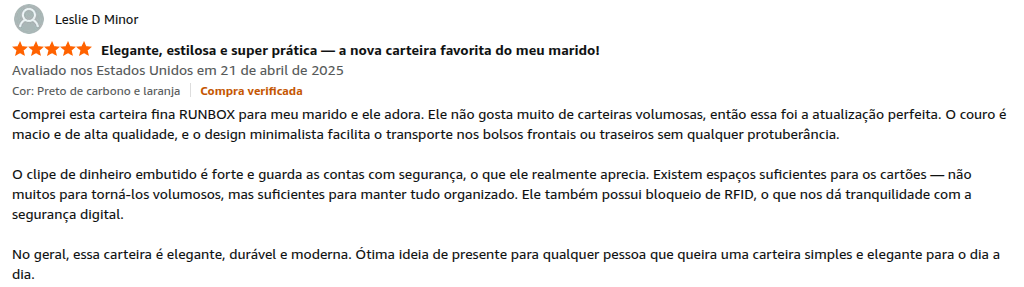 Leslie D Minor
Elegante, estilosa e super prática — a nova carteira favorita do meu marido!
Avaliado nos Estados Unidos em 21 de abril de 2025
Cor: Preto de carbono e laranja Compra verificada
Comprei esta carteira fina RUNBOX para meu marido e ele adora. Ele não gosta muito de carteiras volumosas, então essa foi a atualização perfeita. O couro é
macio e de alta qualidade, e o design minimalista facilita o transporte nos bolsos frontais ou traseiros sem qualquer protuberância.
O clipe de dinheiro embutido é forte e guarda as contas com segurança, o que ele realmente aprecia. Existem espaços suficientes para os cartões — não
muitos para torná-los volumosos, mas suficientes para manter tudo organizado. Ele também possui bloqueio de RFID, o que nos dá tranquilidade com a
segurança digital.
No geral, essa carteira é elegante, durável e moderna. Ótima ideia de presente para qualquer pessoa que queira uma carteira simples e elegante para o dia a
dia.